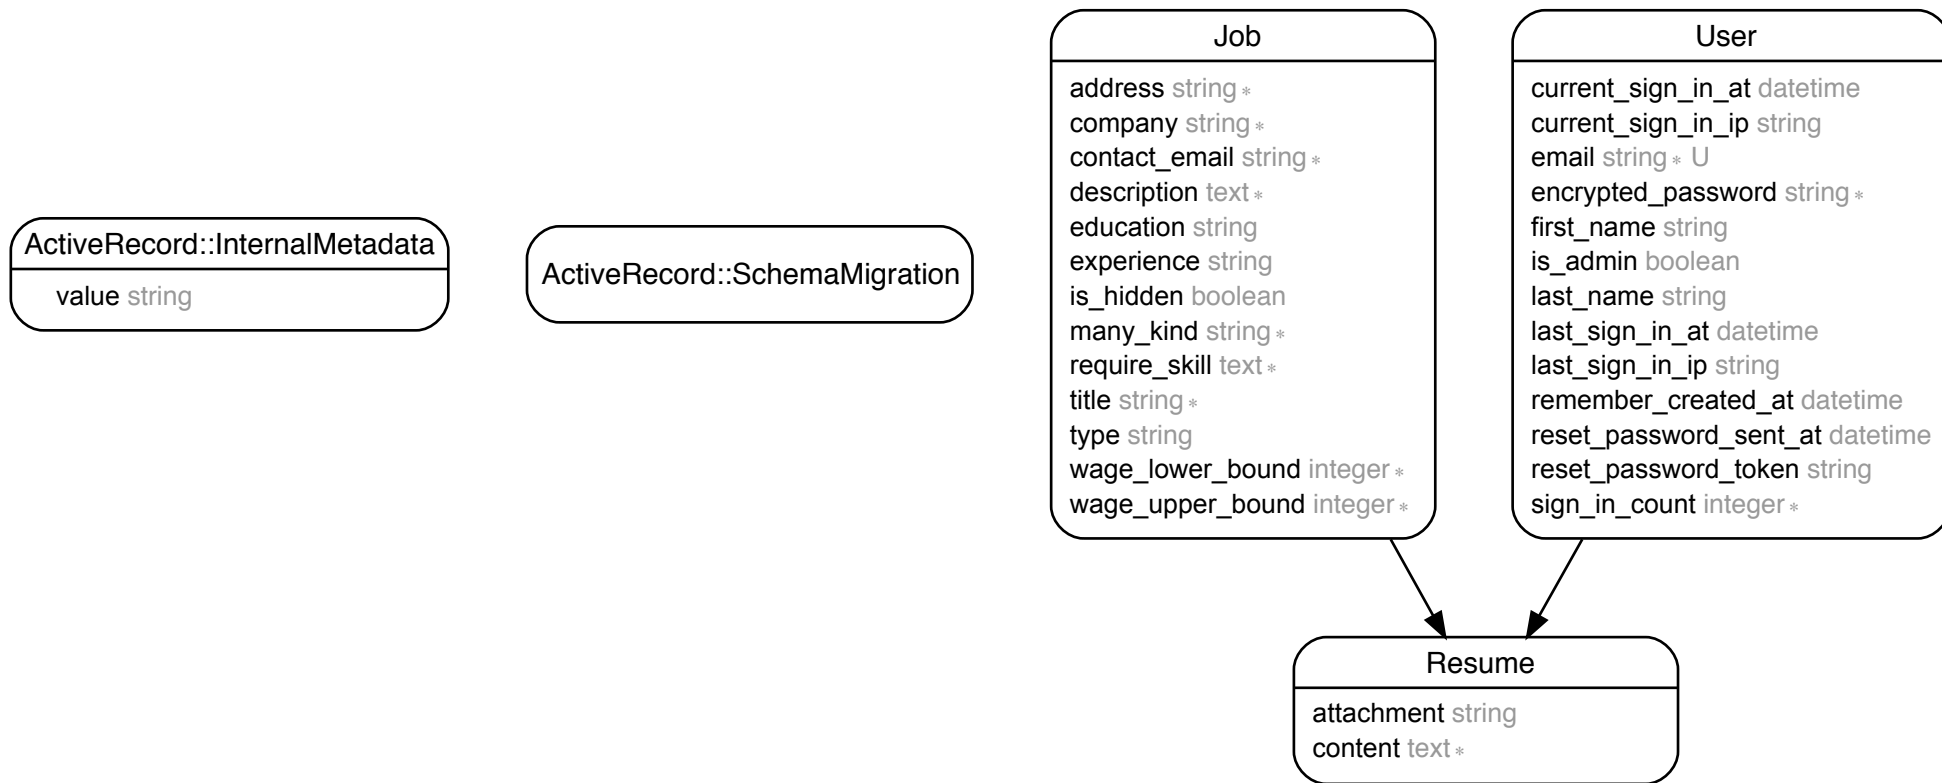 ActiveRecord::InternalMetadata
value string
ActiveRecord::SchemaMigration
Job
address string *
company string *
contact_email string *
description text *
education string
experience string
is_hidden boolean
many_kind string *
require_skill text *
title string *
type string
wage_lower_bound integer *
wage_upper_bound integer *
User
current_sign_in_at datetime
current_sign_in_ip string
email string * U
encrypted_password string *
first_name string
is_admin boolean
last_name string
last_sign_in_at datetime
last_sign_in_ip string
remember_created_at datetime
reset_password_sent_at datetime
reset_password_token string
sign_in_count integer *
Resume
attachment string
content text *